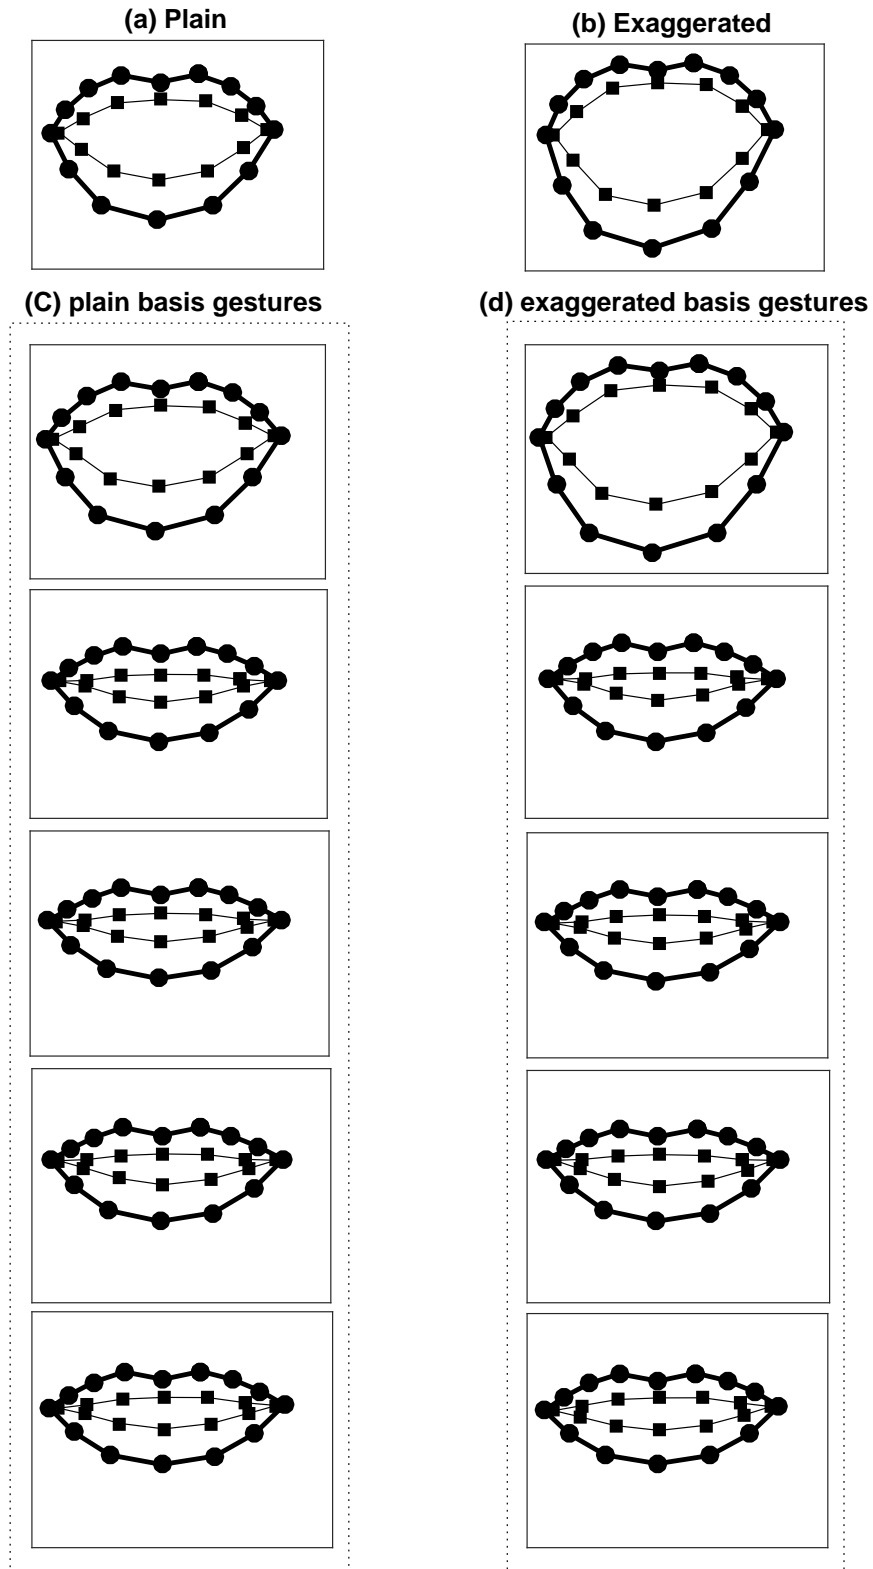 (a) Plain
(b) Exaggerated
(C) plain basis gestures
(d) exaggerated basis gestures